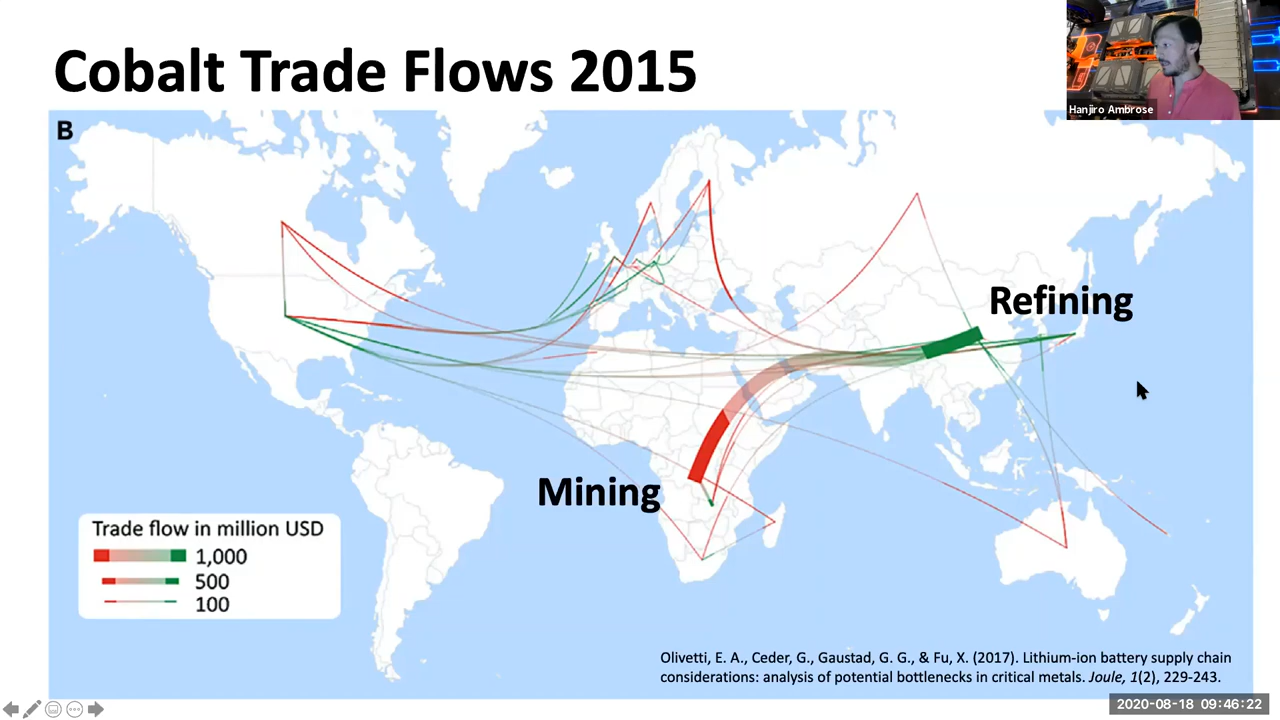 Cobalt Trade Flows 2015
Hanjiro Ambrose
B
Refining
Mining
Trade flow in million USD
1,000
500
100
Olivetti, E. A., Ceder, G., Gaustad, G. G., & Fu, X. (2017). Lithium-ion battery supply chain
considerations: analysis of potential bottlenecks in critical metals. Joule, 1(2), 229-243.
2020-08-18 09:46:22